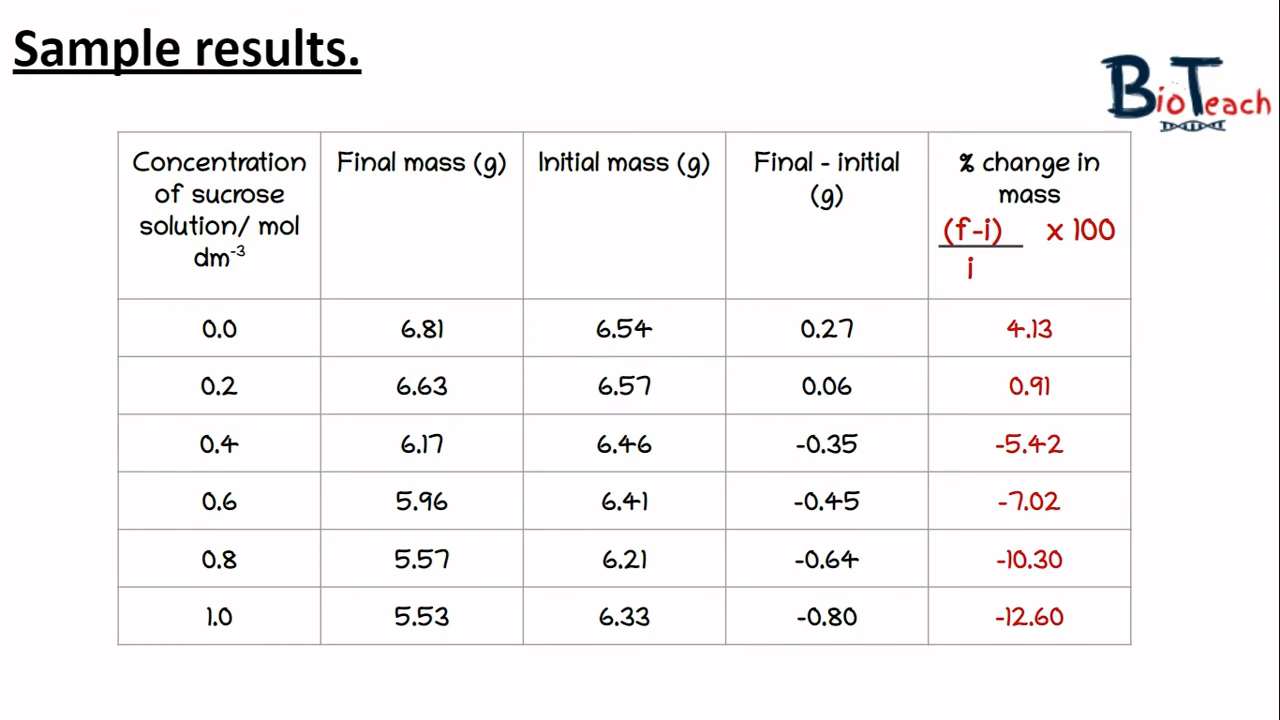 Sample results.
BioTeach
Concentration of sucrose solution/ mol dm⁻³ Final mass (g) Initial mass (g) Final - initial (g) % change in mass (f-i) x 100
i
0.0 6.81 6.54 0.27 4.13
0.2 6.63 6.57 0.06 0.91
0.4 6.17 6.46 -0.35 -5.42
0.6 5.96 6.41 -0.45 -7.02
0.8 5.57 6.21 -0.64 -10.30
1.0 5.53 6.33 -0.80 -12.60